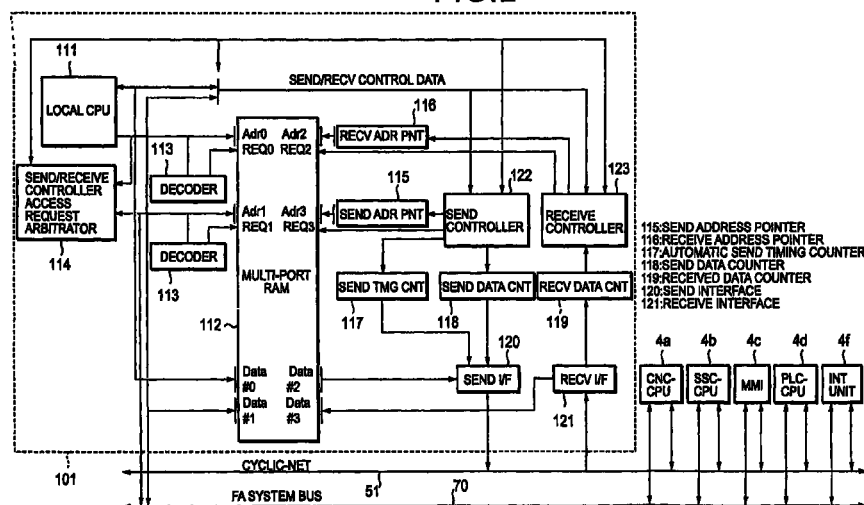 111
SEND/RECV CONTROL DATA
LOCAL CPU
116
Adr0
Adr2
RECV ADR PNT
REQ0
REQ2
113
DECODER
122
123
SEND/RECEIVE
CONTROLLER
ACCESS
REQUEST
ARBITRATOR
114
115
Adr1
Adr3
SEND ADR PNT
REQ1
REQ3
SEND
CONTROLLER
RECEIVE
CONTROLLER
DECODER
113
MULTI-PORT
RAM
115:SEND ADDRESS POINTER
116:RECEIVE ADDRESS POINTER
117:AUTOMATIC SEND TIMING COUNTER
118:SEND DATA COUNTER
119:RECEIVED DATA COUNTER
120:SEND INTERFACE
121:RECEIVE INTERFACE
SEND TMG CNT
SEND DATA CNT
RECV DATA CNT
112
117
118
119
120
4a
4b
4c
4d
4f
Data
#0
Data
#2
SEND I/F
RECV I/F
CNC-
CPU
SSC-
CPU
MMI
PLC-
CPU
INT
UNIT
Data
#1
Data
#3
121
101
CYCLIC-NET
51
FA SYSTEM BUS
70